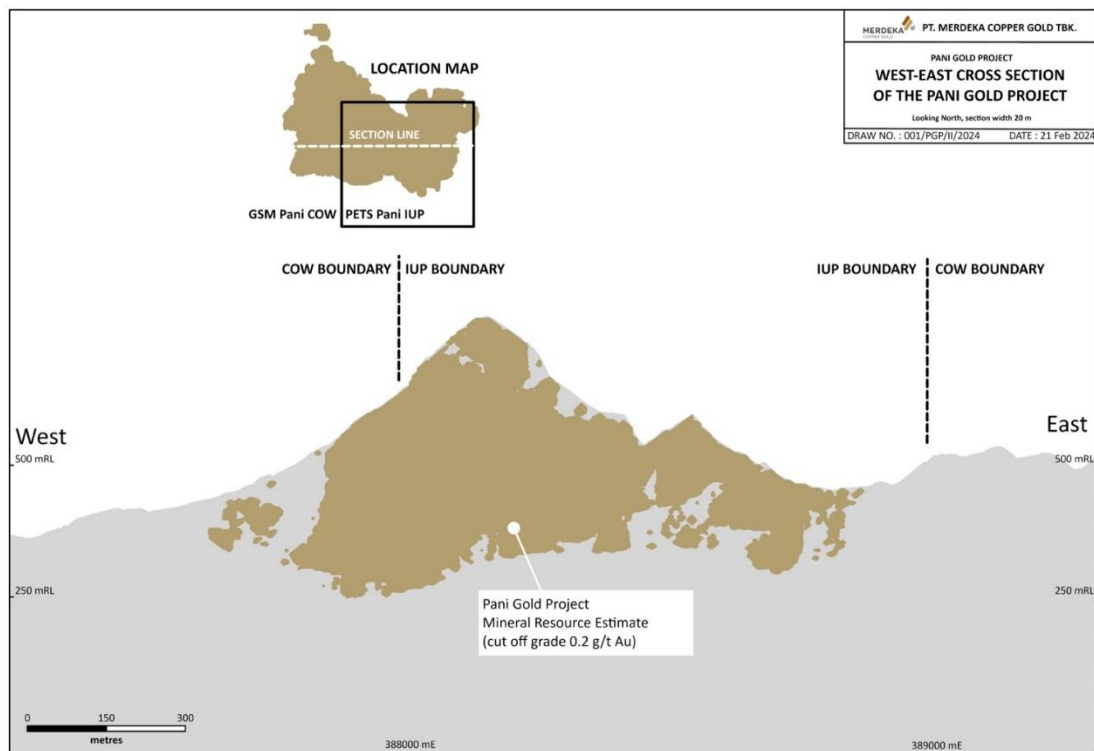 MERDEKA
COPPER GOLD
PT. MERDEKA COPPER GOLD TBK.
PANI GOLD PROJECT
WEST-EAST CROSS SECTION
OF THE PANI GOLD PROJECT
Looking North, section width 20 m
DRAW NO. : 001/PGP/II/2024 DATE : 21 Feb 2024
LOCATION MAP
SECTION LINE
GSM Pani COW PETS Pani IUP
COW BOUNDARY IUP BOUNDARY
IUP BOUNDARY COW BOUNDARY
West
East
500 mRL
500 mRL
250 mRL
250 mRL
Pani Gold Project
Mineral Resource Estimate
(cut off grade 0.2 g/t Au)
0 150 300
metres
388000 mE
389000 mE